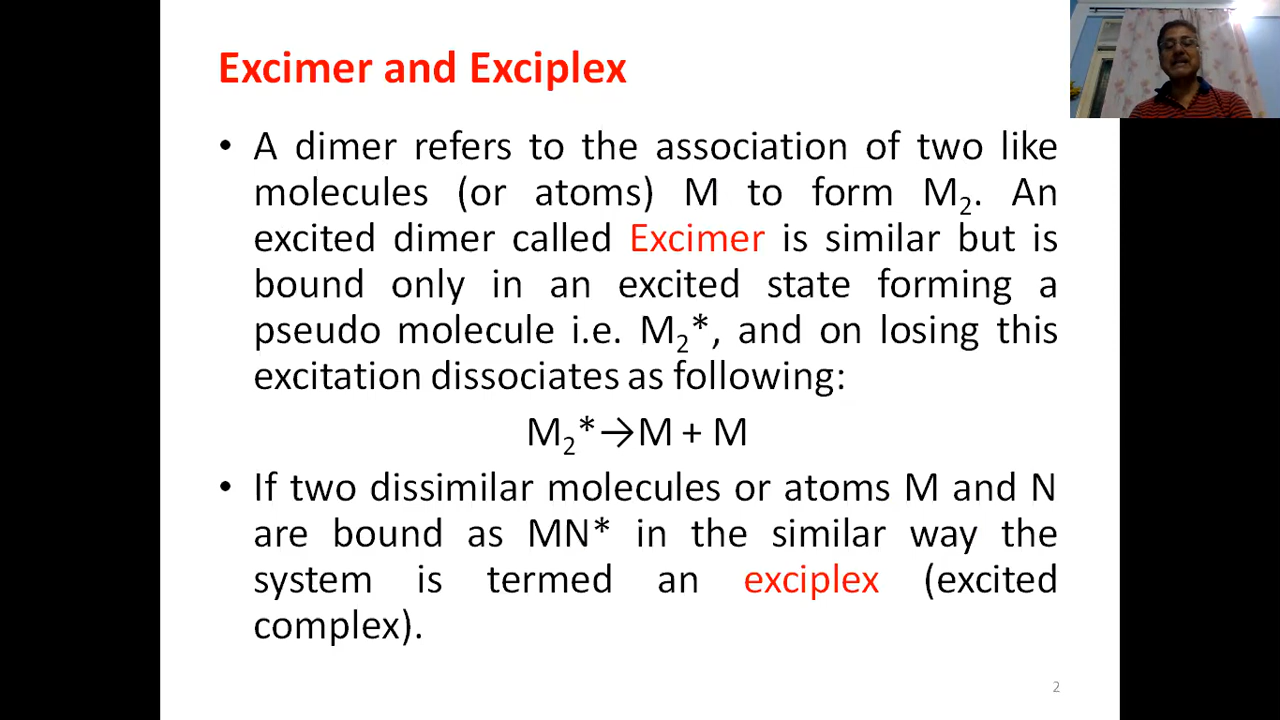 Excimer and Exciplex
• A dimer refers to the association of two like
molecules (or atoms) M to form M₂. An
excited dimer called Excimer is similar but is
bound only in an excited state forming a
pseudo molecule i.e. M₂*, and on losing this
excitation dissociates as following:
M₂*→M + M
• If two dissimilar molecules or atoms M and N
are bound as MN* in the similar way the
system is termed an exciplex (excited
complex).
2